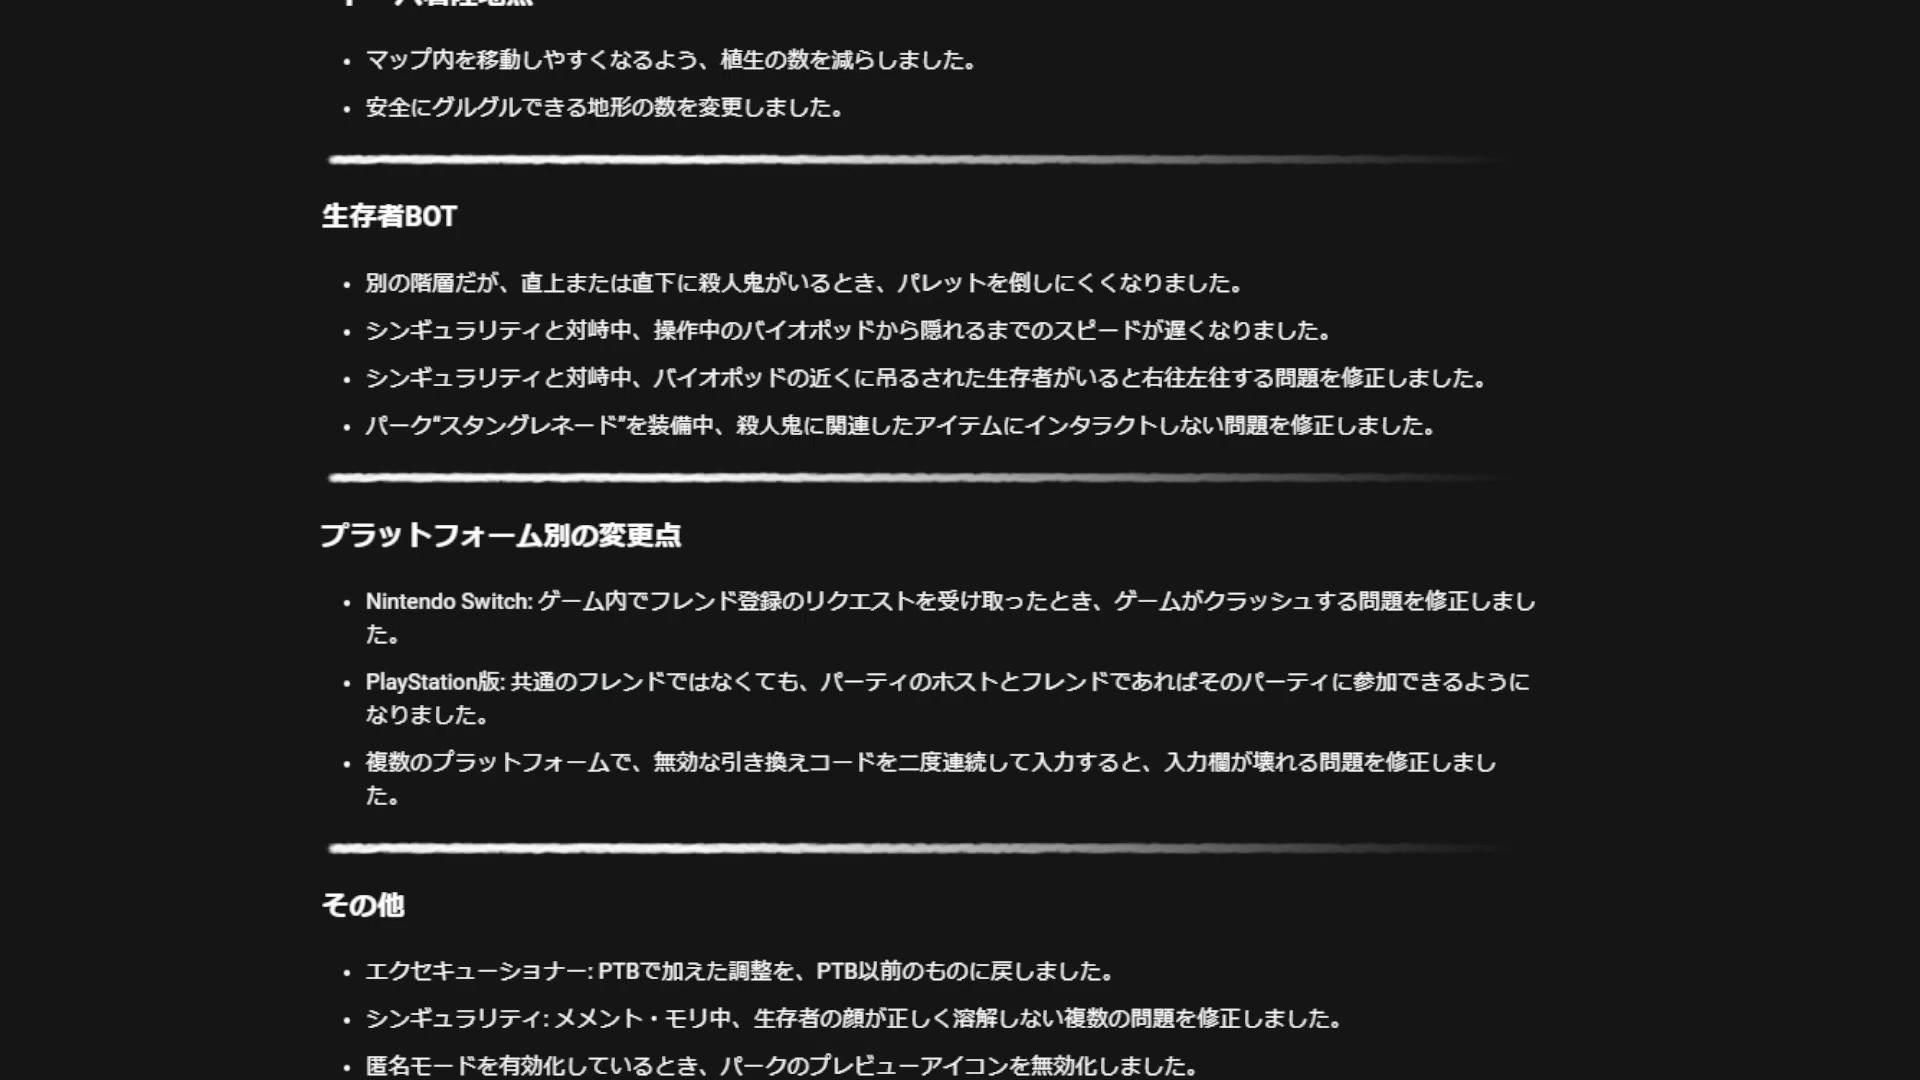 マップ内を移動しやすくなるよう、植生の数を減らしました。
安全にグルグルできる地形の数を変更しました。
生存者BOT
別の階層だが、直上または直下に殺人鬼がいるとき、パレットを倒しにくくなりました。
シンギュラリティと対峙中、操作中のバイオポッドから隠れるまでのスピードが遅くなりました。
シンギュラリティと対峙中、バイオポッドの近くに吊るされた生存者がいると右往左往する問題を修正しました。
パーク“スタングレネード”を装備中、殺人鬼に関連したアイテムにインタラクトしない問題を修正しました。
プラットフォーム別の変更点
Nintendo Switch: ゲーム内でフレンド登録のリクエストを受け取ったとき、ゲームがクラッシュする問題を修正しまし
た。
PlayStation版: 共通のフレンドではなくても、パーティのホストとフレンドであればそのパーティに参加できるように
なりました。
複数のプラットフォームで、無効な引き換えコードを二度連続して入力すると、入力欄が壊れる問題を修正しまし
た。
その他
エクセキューショナー: PTBで加えた調整を、PTB以前のものに戻しました。
シンギュラリティ: メメント・モリ中、生存者の顔が正しく溶解しない複数の問題を修正しました。
匿名モードを有効化しているとき、パークのプレビューアイコンを無効化しました。